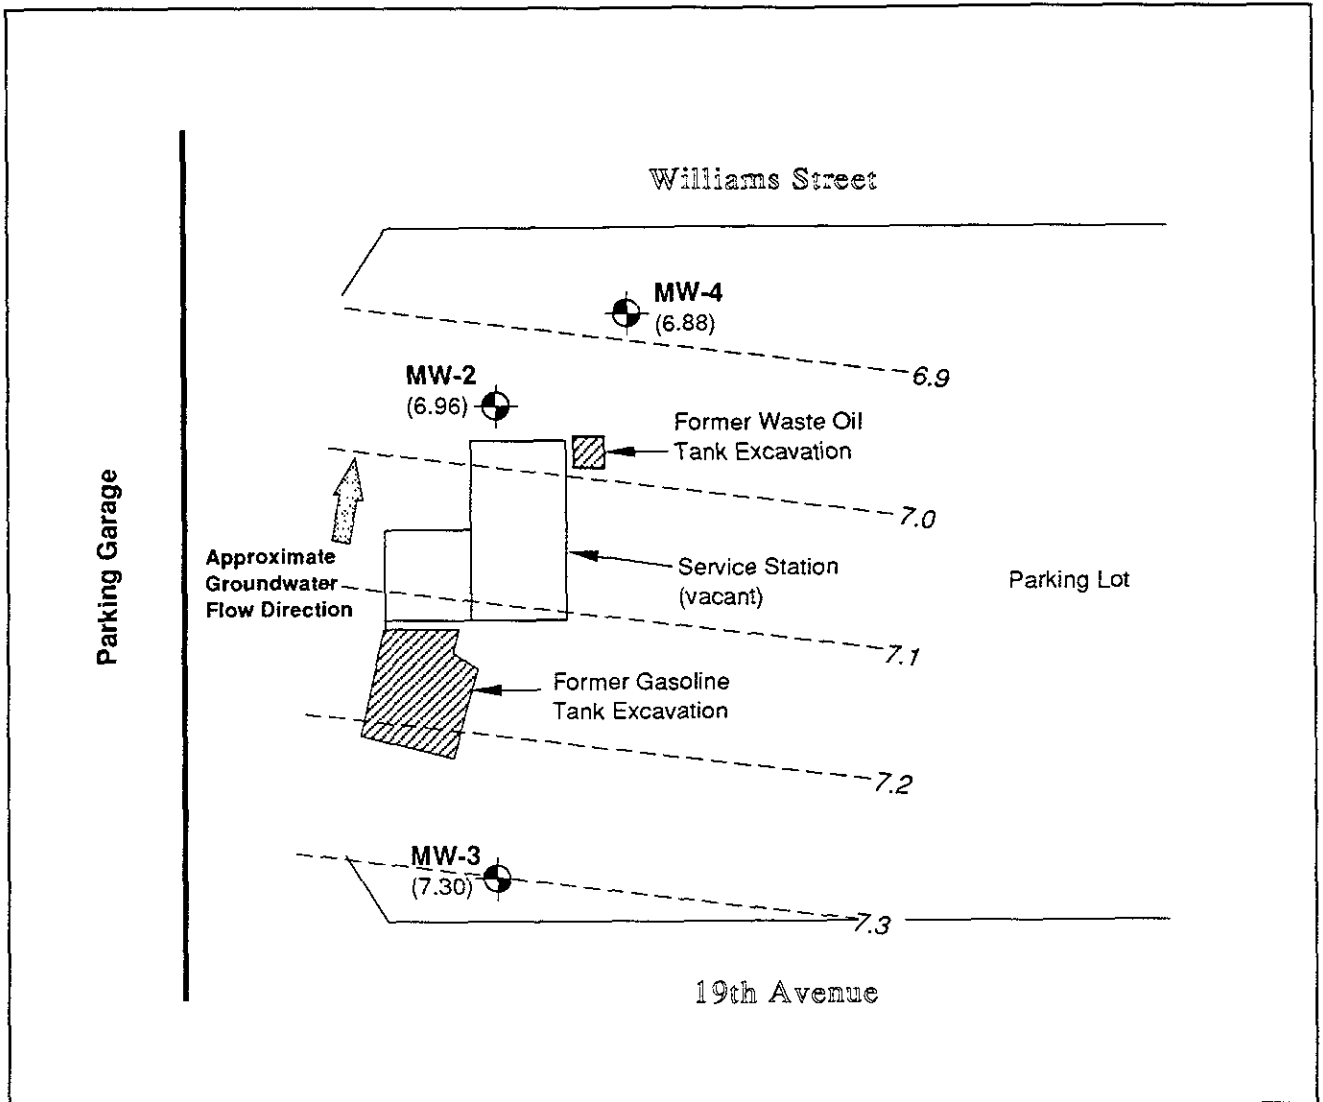 Williams Street
MW-4
(6.88)
6.9
MW-2
(6.96)
Former Waste Oil
Tank Excavation
7.0
Parking Garage
Approximate
Groundwater
Flow Direction
Service Station
(vacant)
Parking Lot
7.1
Former Gasoline
Tank Excavation
7.2
MW-3
(7.30)
7.3
19th Avenue